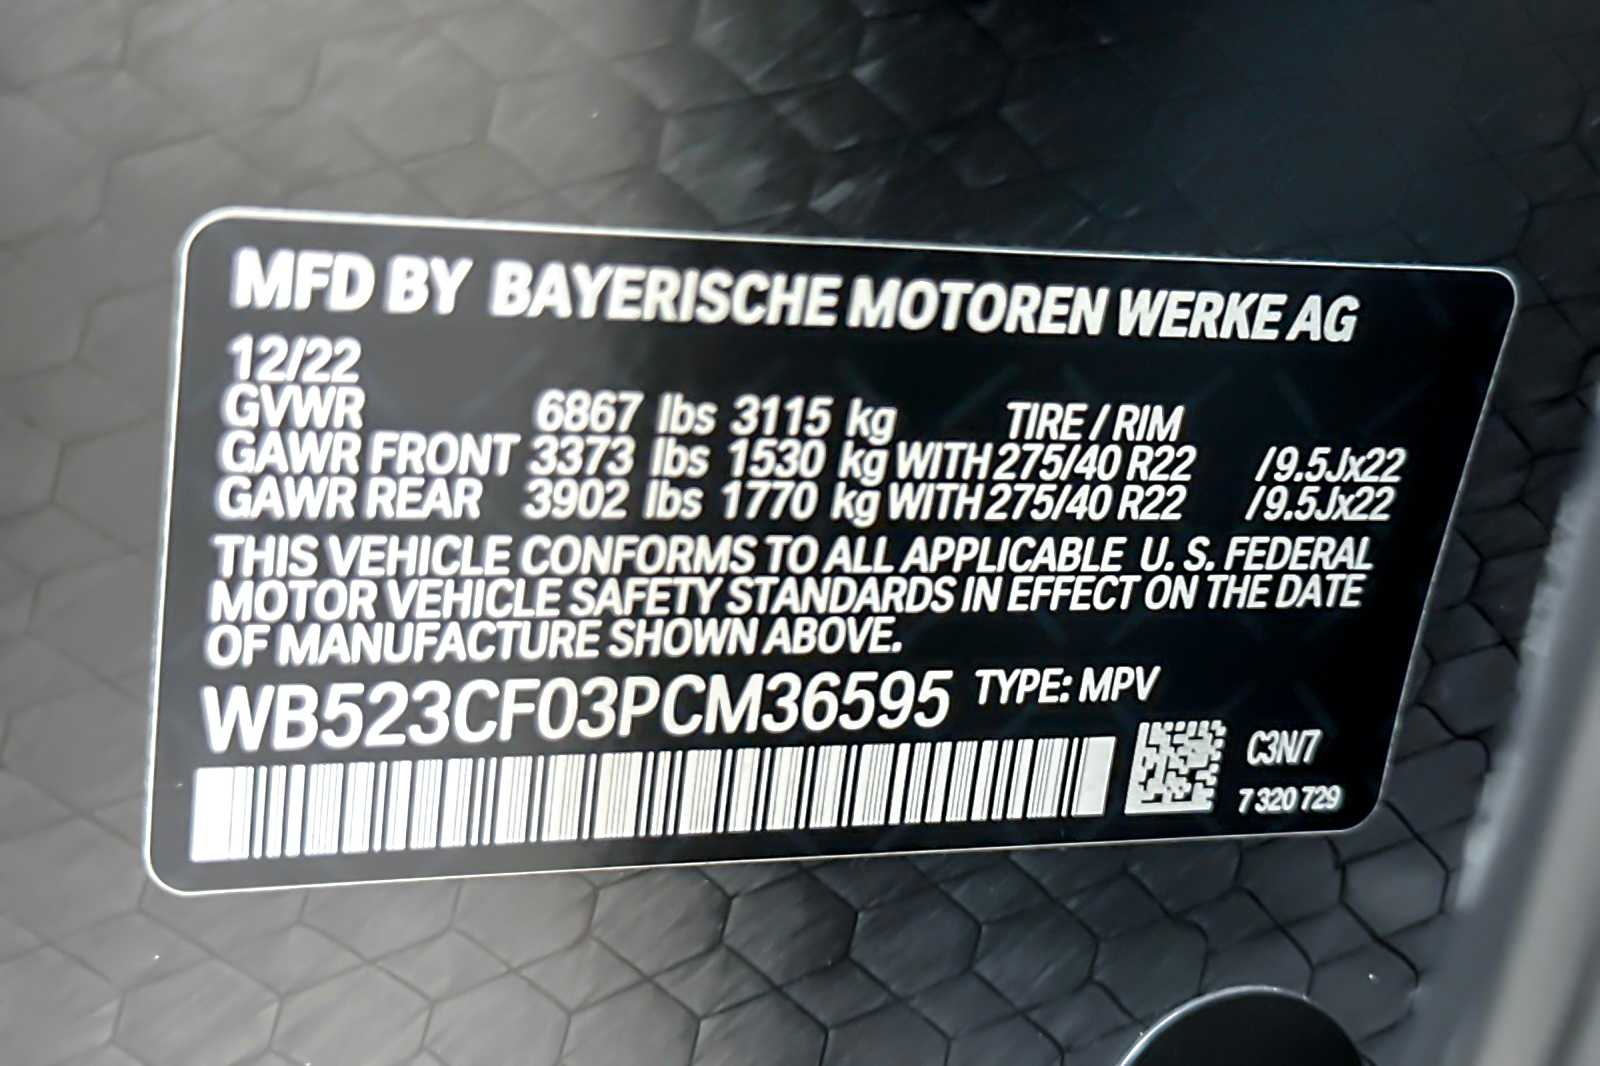 MFD BY BAYERISCHE MOTOREN WERKE AG
12/22
GVWR 6867 lbs 3115 kg TIRE / RIM
GAWR FRONT 3373 lbs 1530 kg WITH 275/40 R22 /9.5Jx22
GAWR REAR 3902 lbs 1770 kg WITH 275/40 R22 /9.5Jx22
THIS VEHICLE CONFORMS TO ALL APPLICABLE U. S. FEDERAL
MOTOR VEHICLE SAFETY STANDARDS IN EFFECT ON THE DATE
OF MANUFACTURE SHOWN ABOVE.
WB523CF03PCM36595 TYPE: MPV
C3N/7
7 320 729